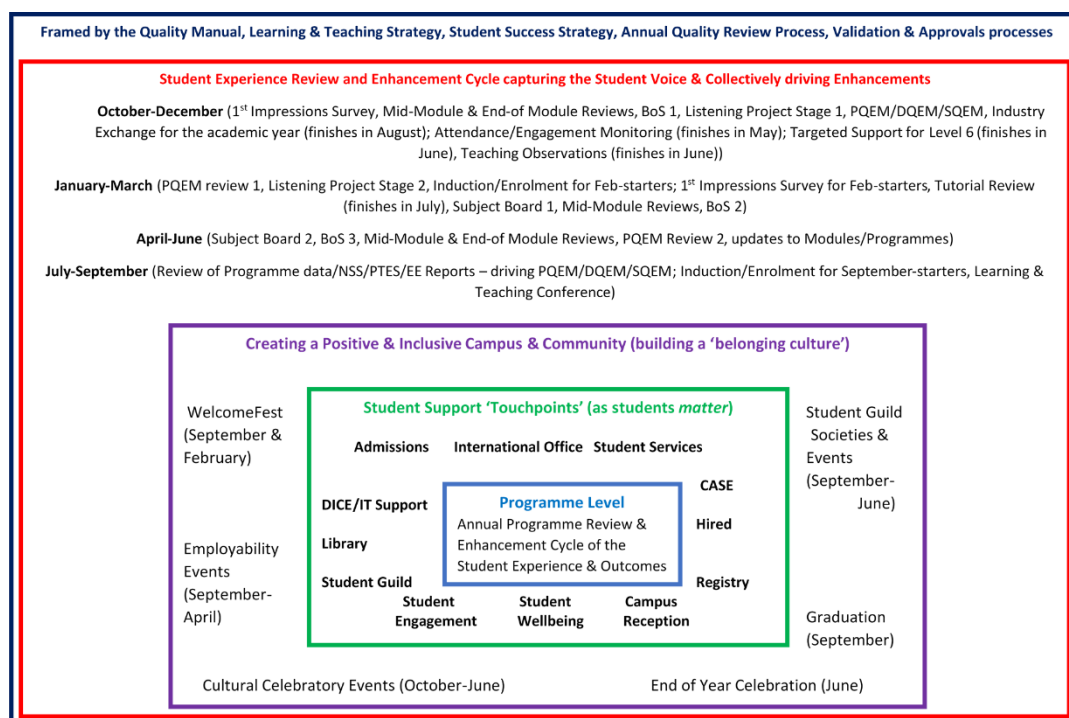 Framed by the Quality Manual, Learning & Teaching Strategy, Student Success Strategy, Annual Quality Review Process, Validation & Approvals processes
Student Experience Review and Enhancement Cycle capturing the Student Voice & Collectively driving Enhancements
October-December (1st Impressions Survey, Mid-Module & End-of Module Reviews, BoS 1, Listening Project Stage 1, PQEM/DQEM/SQEM, Industry
Exchange for the academic year (finishes in August); Attendance/Engagement Monitoring (finishes in May); Targeted Support for Level 6 (finishes in
June), Teaching Observations (finishes in June))
January-March (PQEM review 1, Listening Project Stage 2, Induction/Enrolment for Feb-starters; 1st Impressions Survey for Feb-starters, Tutorial Review
(finishes in July), Subject Board 1, Mid-Module Reviews, BoS 2)
April-June (Subject Board 2, BoS 3, Mid-Module & End-of Module Reviews, PQEM Review 2, updates to Modules/Programmes)
July-September (Review of Programme data/NSS/PTES/EE Reports – driving PQEM/DQEM/SQEM; Induction/Enrolment for September-starters, Learning &
Teaching Conference)
Creating a Positive & Inclusive Campus & Community (building a ‘belonging culture’)
WelcomeFest
(September &
February)
Employability
Events
(September-
April)
Student Support ‘Touchpoints’ (as students matter)
Admissions
International Office
Student Services
DICE/IT Support
Library
Student Guild
Programme Level
Annual Programme Review &
Enhancement Cycle of the
Student Experience & Outcomes
CASE
Hired
Registry
Student
Engagement
Student
Wellbeing
Campus
Reception
Student Guild
Societies &
Events
(September-
June)
Graduation
(September)
Cultural Celebratory Events (October-June)
End of Year Celebration (June)